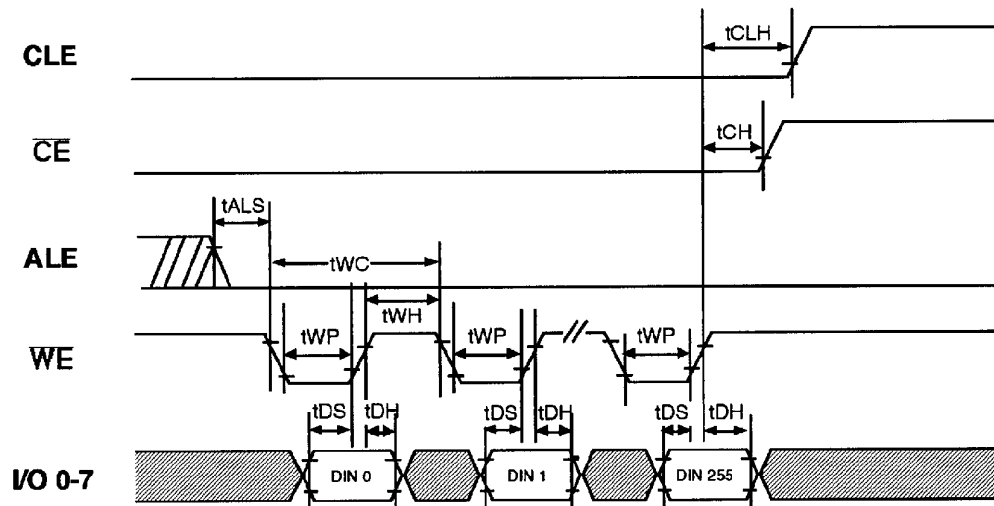 CLE
tCLH
CE
tCH
ALE
tALS
tWC
tWH
WE
tWP
tWP
tWP
tDS
tDH
tDS
tDH
tDS
tDH
I/O 0-7
DIN 0
DIN 1
DIN 255